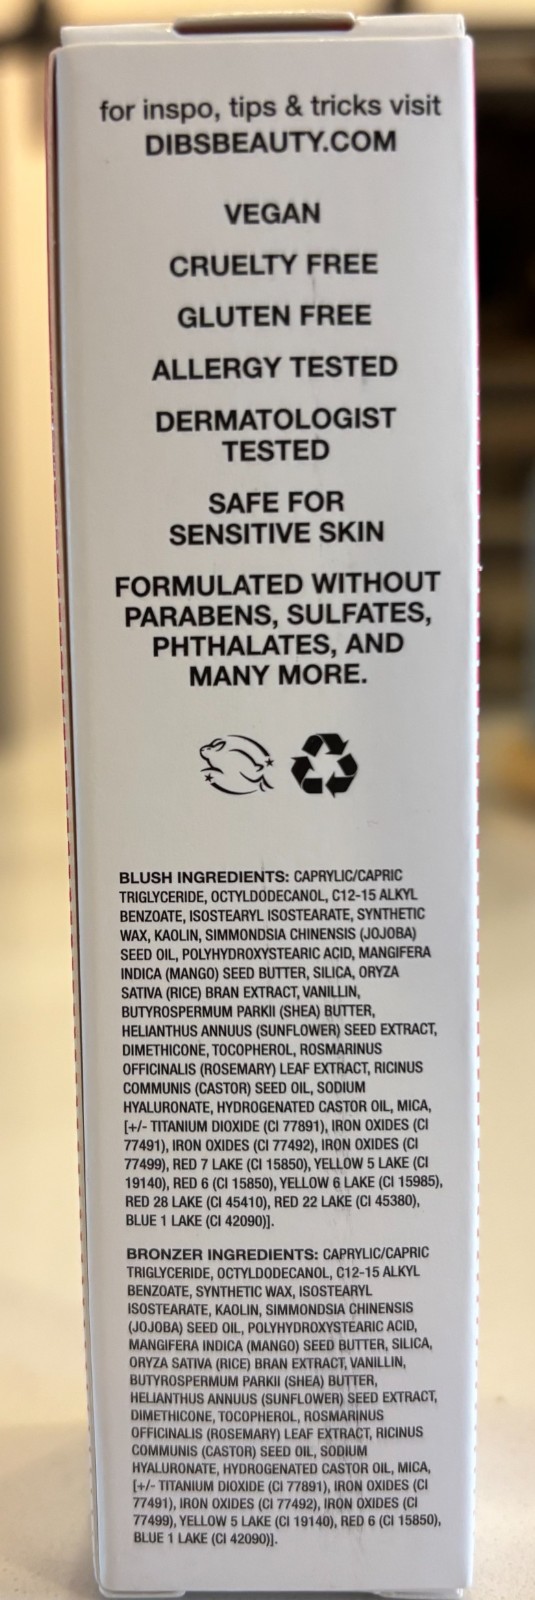 for inspo, tips & tricks visit
DIBSBEAUTY.COM
VEGAN
CRUELTY FREE
GLUTEN FREE
ALLERGY TESTED
DERMATOLOGIST
TESTED
SAFE FOR
SENSITIVE SKIN
FORMULATED WITHOUT
PARABENS, SULFATES,
PHTHALATES, AND
MANY MORE.
BLUSH INGREDIENTS: CAPRYLIC/CAPRIC
TRIGLYCERIDE, OCTYLDODECANOL, C12-15 ALKYL
BENZOATE, ISOSTEARYL ISOSTEARATE, SYNTHETIC
WAX, KAOLIN, SIMMONDSIA CHINENSIS (JOJOBA)
SEED OIL, POLYHYDROXYSTEARIC ACID, MANGIFERA
INDICA (MANGO) SEED BUTTER, SILICA, ORYZA
SATIVA (RICE) BRAN EXTRACT, VANILLIN,
BUTYROSPERMUM PARKII (SHEA) BUTTER,
HELIANTHUS ANNUUS (SUNFLOWER) SEED EXTRACT,
DIMETHICONE, TOCOPHEROL, ROSMARINUS
OFFICINALIS (ROSEMARY) LEAF EXTRACT, RICINUS
COMMUNIS (CASTOR) SEED OIL, SODIUM
HYALURONATE, HYDROGENATED CASTOR OIL, MICA,
[+/- TITANIUM DIOXIDE (CI 77891), IRON OXIDES (CI
77491), IRON OXIDES (CI 77492), IRON OXIDES (CI
77499), RED 7 LAKE (CI 15850), YELLOW 5 LAKE (CI
19140), RED 6 (CI 15850), YELLOW 6 LAKE (CI 15985),
RED 28 LAKE (CI 45410), RED 22 LAKE (CI 45380),
BLUE 1 LAKE (CI 42090)].
BRONZER INGREDIENTS: CAPRYLIC/CAPRIC
TRIGLYCERIDE, OCTYLDODECANOL, C12-15 ALKYL
BENZOATE, SYNTHETIC WAX, ISOSTEARYL
ISOSTEARATE, KAOLIN, SIMMONDSIA CHINENSIS
(JOJOBA) SEED OIL, POLYHYDROXYSTEARIC ACID,
MANGIFERA INDICA (MANGO) SEED BUTTER, SILICA,
ORYZA SATIVA (RICE) BRAN EXTRACT, VANILLIN,
BUTYROSPERMUM PARKII (SHEA) BUTTER,
HELIANTHUS ANNUUS (SUNFLOWER) SEED EXTRACT,
DIMETHICONE, TOCOPHEROL, ROSMARINUS
OFFICINALIS (ROSEMARY) LEAF EXTRACT, RICINUS
COMMUNIS (CASTOR) SEED OIL, SODIUM
HYALURONATE, HYDROGENATED CASTOR OIL, MICA,
[+/- TITANIUM DIOXIDE (CI 77891), IRON OXIDES (CI
77491), IRON OXIDES (CI 77492), IRON OXIDES (CI
77499), YELLOW 5 LAKE (CI 19140), RED 6 (CI 15850),
BLUE 1 LAKE (CI 42090)].